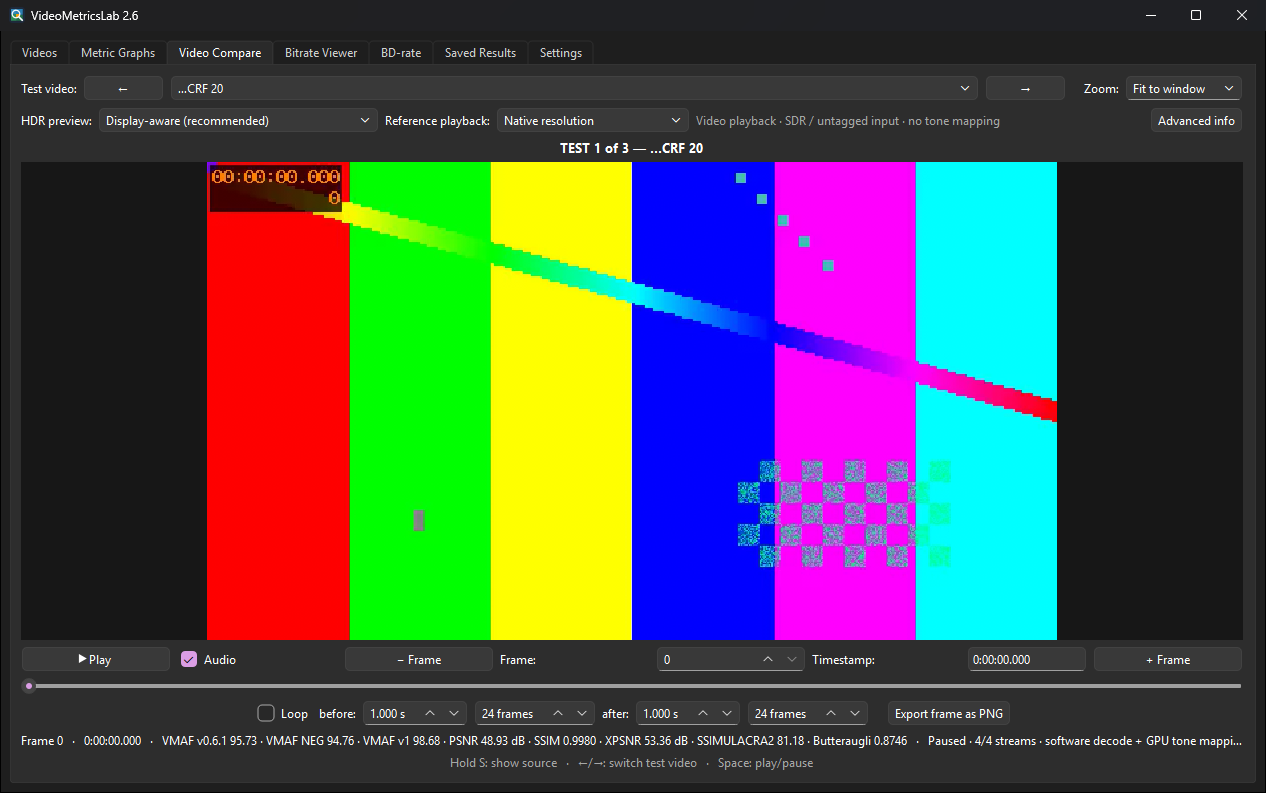 VideoMetricsLab 2.6
Videos Metric Graphs Video Compare Bitrate Viewer BD-rate Saved Results Settings
Test video: ← ...CRF 20 → Zoom: Fit to window
HDR preview: Display-aware (recommended) Reference playback: Native resolution Video playback · SDR / untagged input · no tone mapping Advanced info
TEST 1 of 3 — ...CRF 20
00:00:00.000
0
Play Audio − Frame Frame: 0 Timestamp: 0:00:00.000 + Frame
Loop before: 1.000 s 24 frames after: 1.000 s 24 frames Export frame as PNG
Frame 0 · 0:00:00.000 · VMAF v0.6.1 95.73 · VMAF NEG 94.76 · VMAF v1 98.68 · PSNR 48.93 dB · SSIM 0.9980 · XPSNR 53.36 dB · SSIMULACRA2 81.18 · Butteraugli 0.8746 · Paused · 4/4 streams · software decode + GPU tone mappi...
Hold S: show source · ←/→: switch test video · Space: play/pause